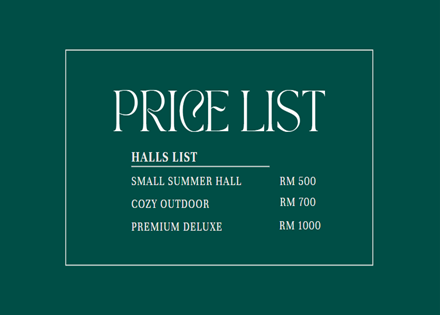 PRICE LIST
HALLS LIST
SMALL SUMMER HALL RM 500
COZY OUTDOOR RM 700
PREMIUM DELUXE RM 1000